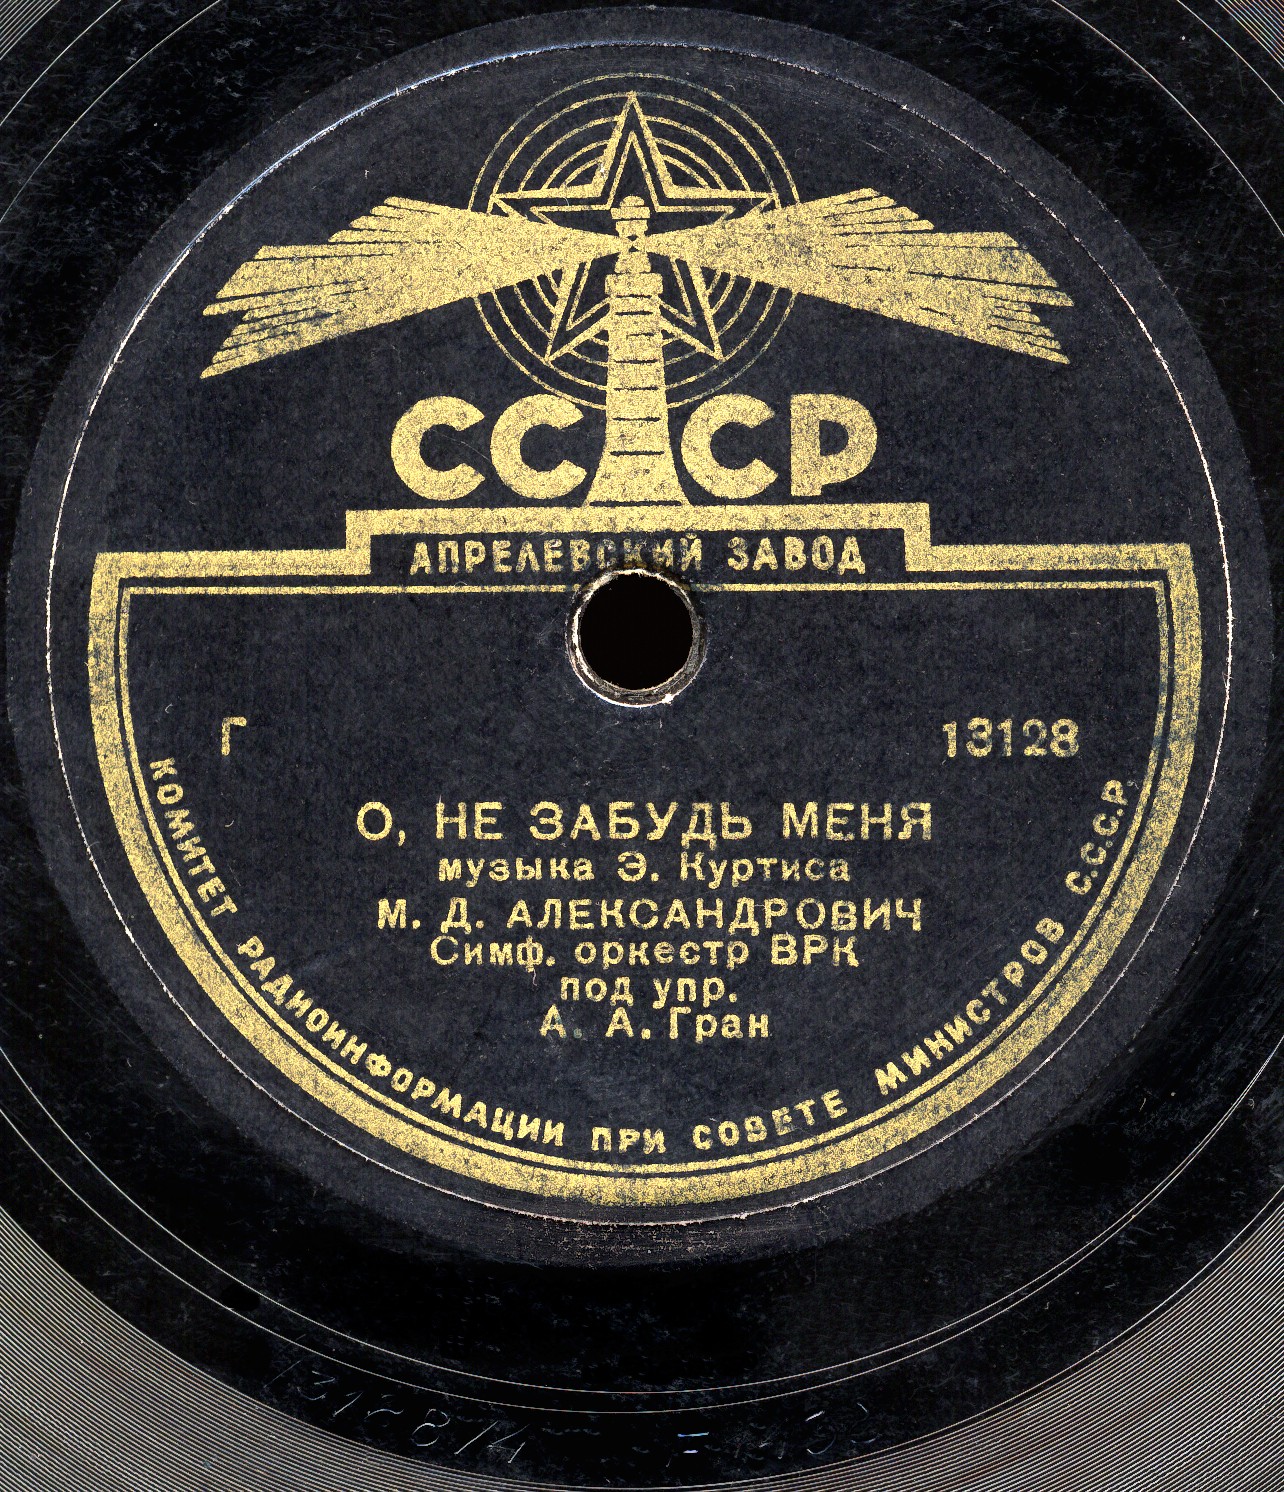 СССР
АПРЕЛЕВСКИЙ ЗАВОД
Г 13128
О, НЕ ЗАБУДЬ МЕНЯ
музыка Э. Куртиса
М. Д. АЛЕКСАНДРОВИЧ
Симф. оркестр ВРК
под упр.
А. А. Гран
КОМИТЕТ РАДИОИНФОРМАЦИИ ПРИ СОВЕТЕ МИНИСТРОВ С.С.С.Р.